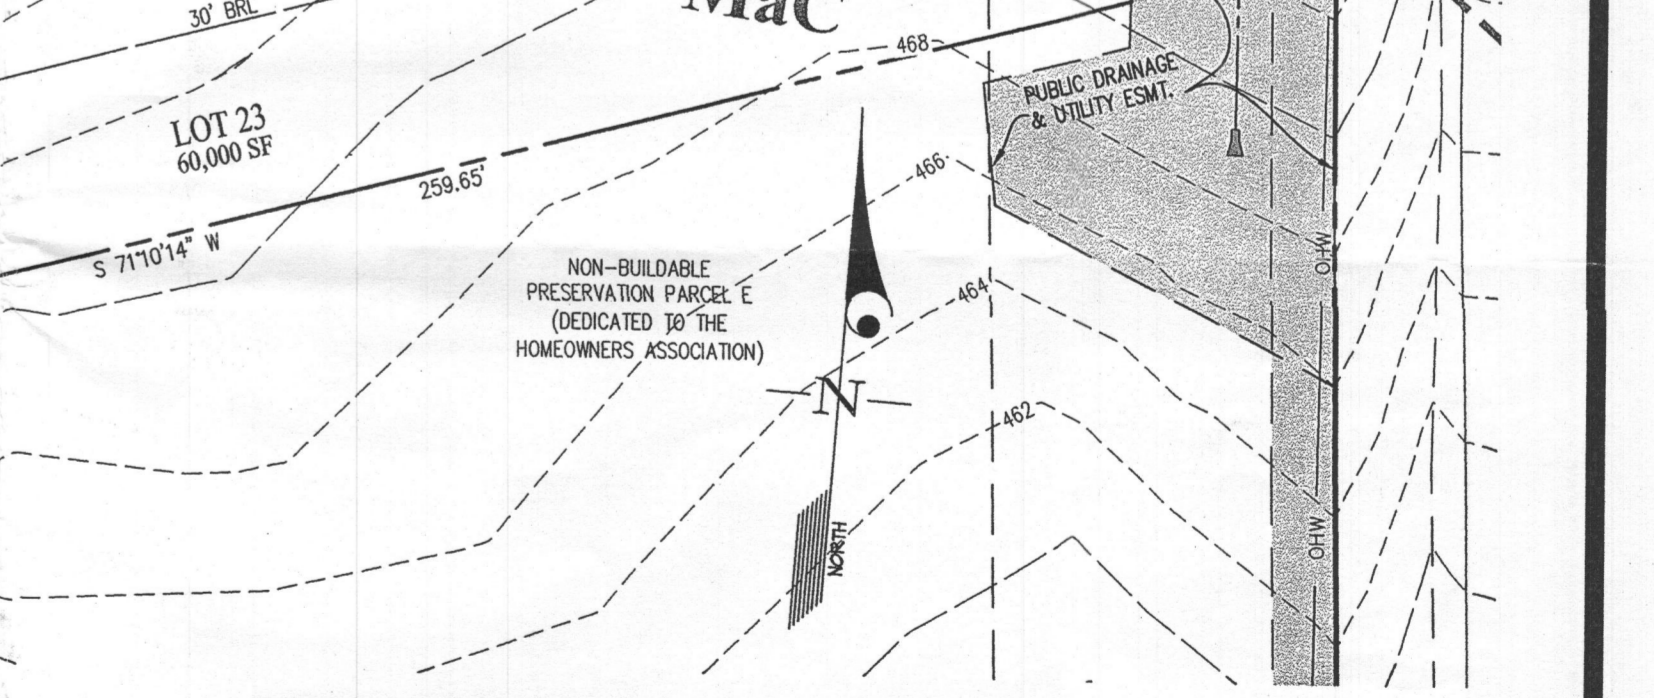 30' BRL
MaC
468
PUBLIC DRAINAGE
& UTILITY ESMT.
LOT 23
60,000 SF
259.65'
466
S 71°10'14" W
OHW
NON-BUILDABLE
PRESERVATION PARCEL E
(DEDICATED TO THE
HOMEOWNERS ASSOCIATION)
464
N
462
NORTH
OHW